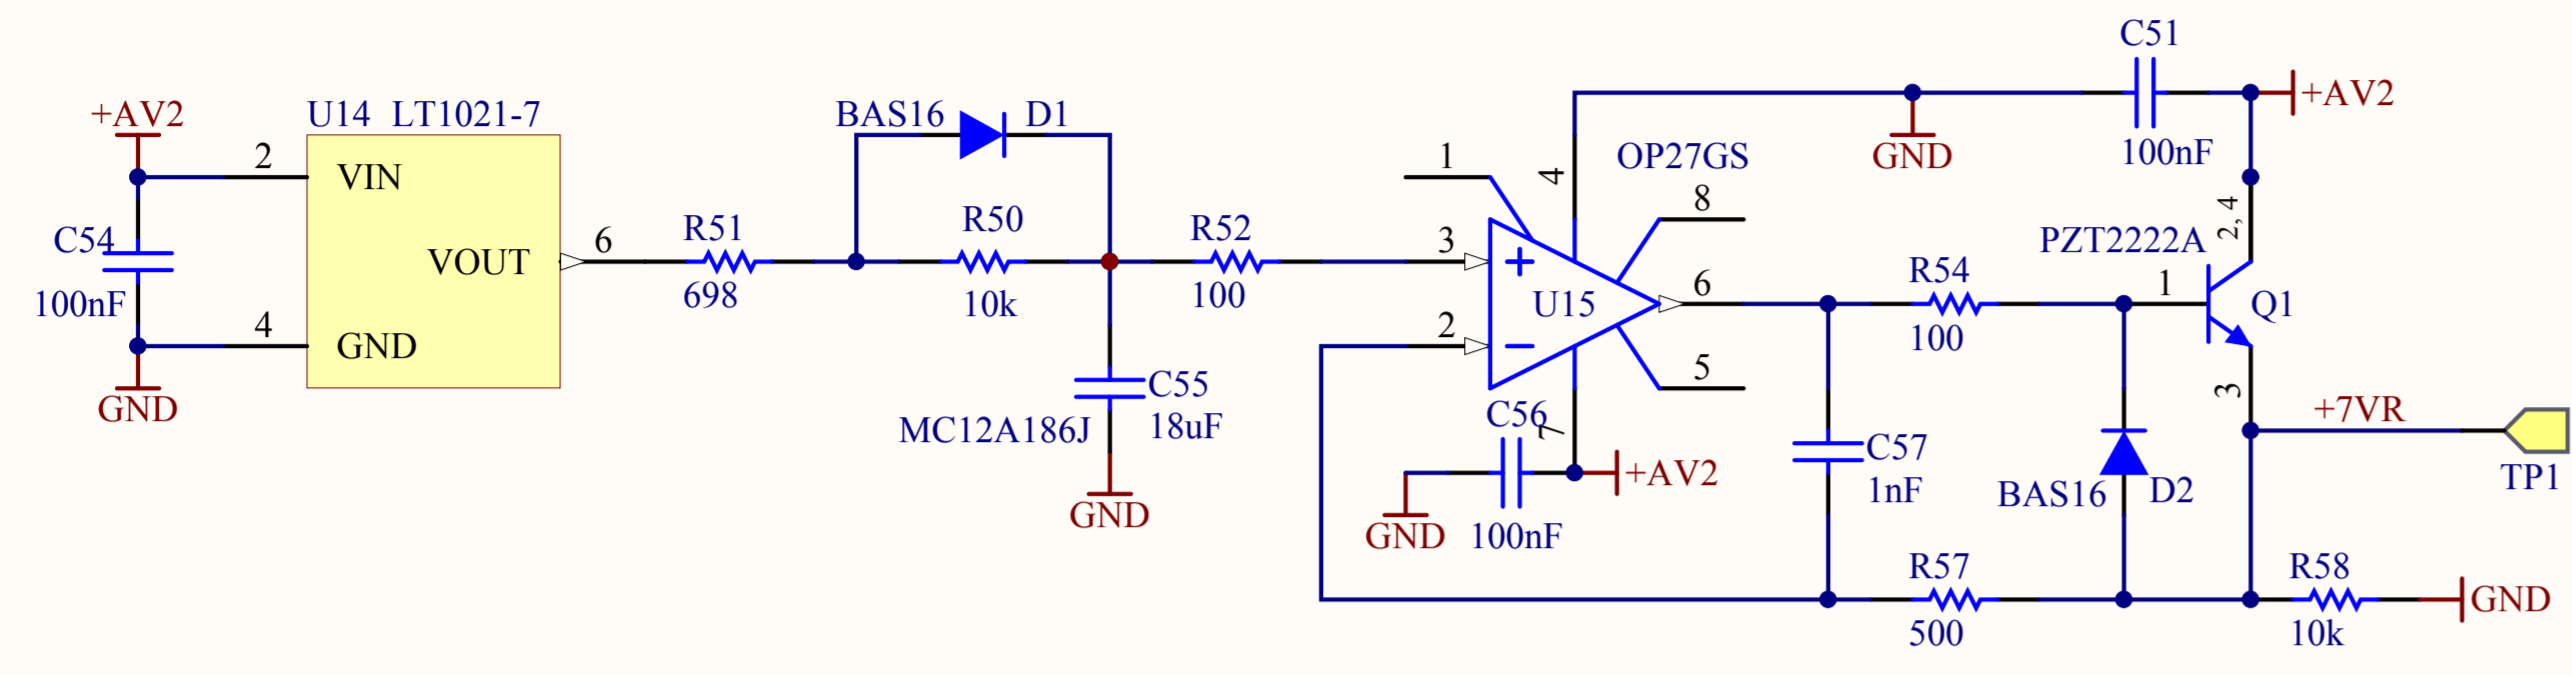 +AV2
C54
100nF
GND
U14 LT1021-7
2
VIN
VOUT
6
4
GND
R51
698
BAS16
D1
R50
10k
R52
100
MC12A186J
C55
18uF
GND
1
4
OP27GS
8
3
+
U15
6
2
−
5
C56
7
+AV2
GND
100nF
GND
C51
100nF
+AV2
2, 4
PZT2222A
1
Q1
3
R54
100
C57
1nF
BAS16
D2
+7VR
TP1
R57
500
R58
10k
GND